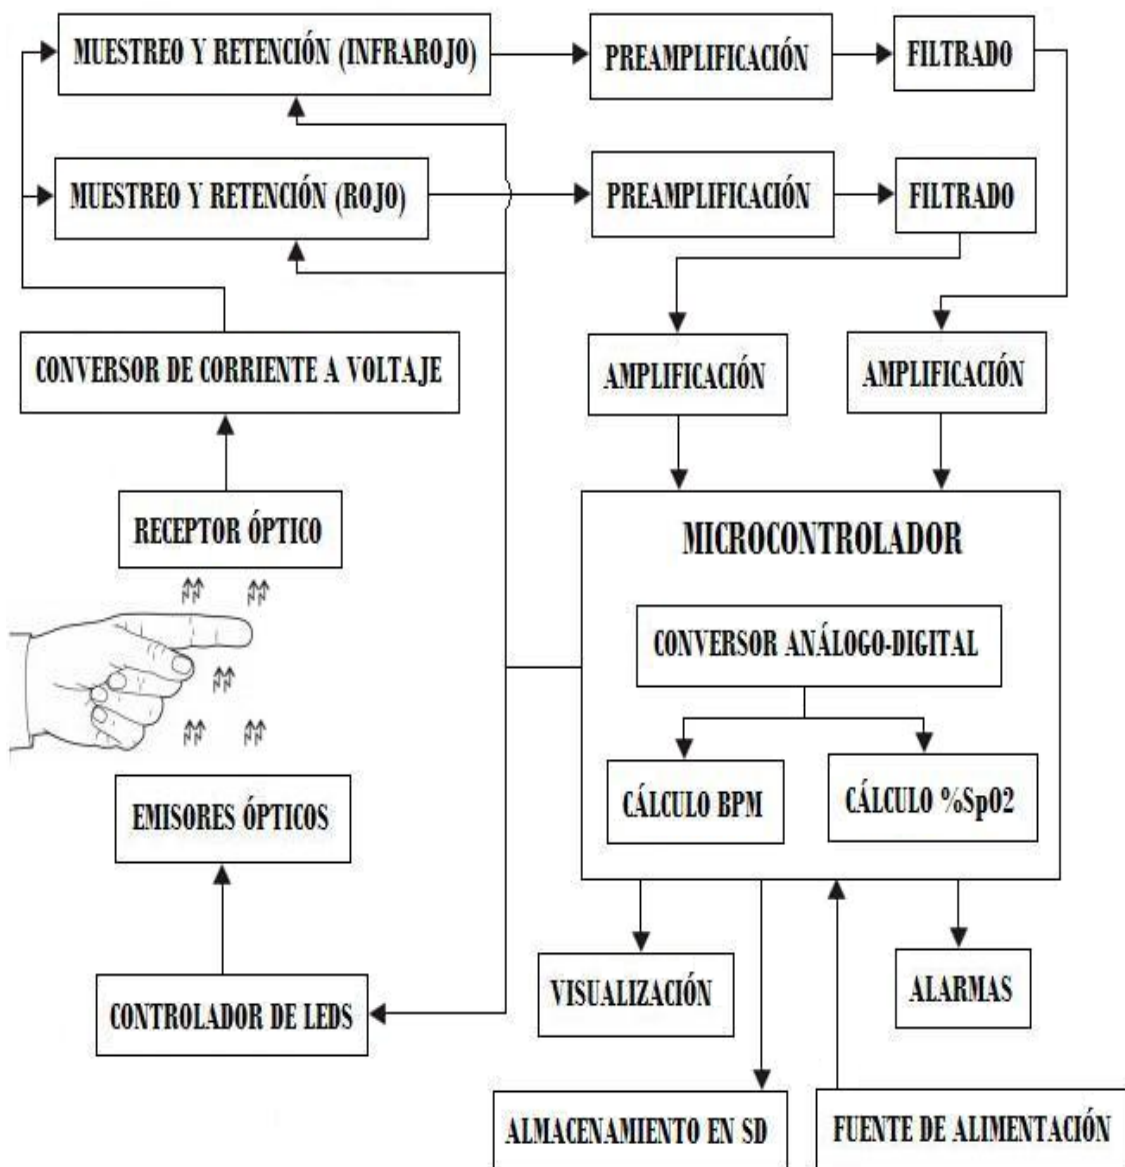 MUESTREO Y RETENCIÓN (INFRAROJO)
PREAMPLIFICACIÓN
FILTRADO
MUESTREO Y RETENCIÓN (ROJO)
PREAMPLIFICACIÓN
FILTRADO
CONVERSOR DE CORRIENTE A VOLTAJE
AMPLIFICACIÓN
AMPLIFICACIÓN
RECEPTOR ÓPTICO
MICROCONTROLADOR
CONVERSOR ANÁLOGO-DIGITAL
CÁLCULO BPM
CÁLCULO %SpO2
EMISORES ÓPTICOS
VISUALIZACIÓN
ALARMAS
CONTROLADOR DE LEDS
ALMACENAMIENTO EN SD
FUENTE DE ALIMENTACIÓN